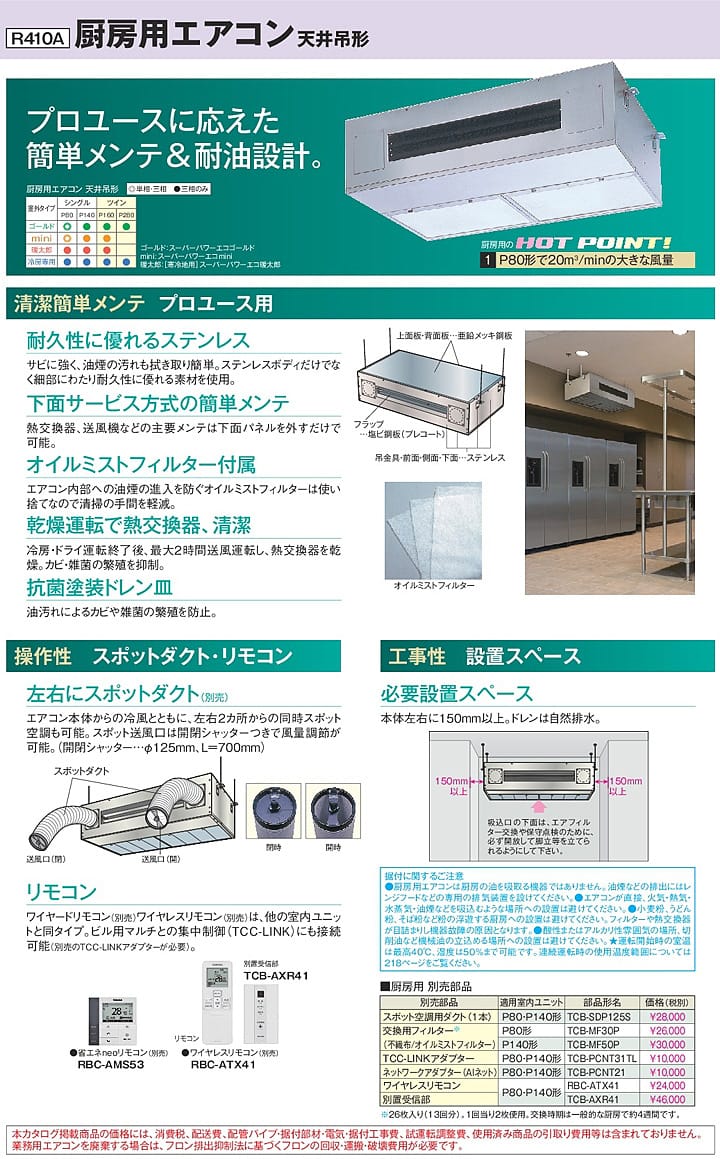 R410A 厨房用エアコン 天井吊形
プロユースに応えた
簡単メンテ&耐油設計。
厨房用エアコン 天井吊形 ◎単相・三相 ●三相のみ
室外タイプ シングル ツイン
P80 P140 P160 P280
ゴールド ◎ ● ● ●
mini ◎ ● ●
暖太郎 ● ● ●
冷房専用 ● ● ● ●
ゴールド:スーパーパワーエコゴールド
mini:スーパーパワーエコmini
暖太郎:[寒冷地用]スーパーパワーエコ暖太郎
厨房用の HOT POINT!
1 P80形で20m³/minの大きな風量
清潔簡単メンテ プロユース用
耐久性に優れるステンレス
サビに強く、油煙の汚れも拭き取り簡単。ステンレスボディだけでな
く細部にわたり耐久性に優れる素材を使用。
下面サービス方式の簡単メンテ
熱交換器、送風機などの主要メンテは下面パネルを外すだけで
可能。
オイルミストフィルター付属
エアコン内部への油煙の進入を防ぐオイルミストフィルターは使い
捨てなので清掃の手間を軽減。
乾燥運転で熱交換器、清潔
冷房・ドライ運転終了後、最大2時間送風運転し、熱交換器を乾
燥。カビ・雑菌の繁殖を抑制。
抗菌塗装ドレン皿
油汚れによるカビや雑菌の繁殖を防止。
上面板・背面板…亜鉛メッキ鋼板
フラップ
…塩ビ鋼板(プレコート)
吊金具・前面・側面・下面…ステンレス
オイルミストフィルター
操作性 スポットダクト・リモコン
左右にスポットダクト(別売)
エアコン本体からの冷風とともに、左右2カ所からの同時スポット
空調も可能。スポット送風口は開閉シャッターつきで風量調節が
可能。(開閉シャッター…φ125mm、L=700mm)
スポットダクト
送風口(閉)
送風口(開)
閉時
開時
リモコン
ワイヤードリモコン(別売)ワイヤレスリモコン(別売)は、他の室内ユニッ
トと同タイプ。ビル用マルチとの集中制御(TCC-LINK)にも接続
可能(別売のTCC-LINKアダプターが必要)。
別置受信部
TCB-AXR41
リモコン
●省エネneoリモコン(別売)
RBC-AMS53
●ワイヤレスリモコン(別売)
RBC-ATX41
工事性 設置スペース
必要設置スペース
本体左右に150mm以上。ドレンは自然排水。
150mm
以上
150mm
以上
吸込口の下面は、エアフィル
ター交換や保守点検のために、
必ず開放して脚立等を立てら
れるようにして下さい。
据付に関するご注意
●厨房用エアコンは厨房の油を吸取る機器ではありません。油煙などの排出にはレ
ンジフードなどの専用の排気装置を設けてください。●エアコンが直接、火気・熱気・
水蒸気・油煙などを吸込むような場所への設置は避けてください。●小麦粉、うどん
粉、そば粉など粉の浮遊する厨房への設置は避けてください。フィルターや熱交換器
が目詰まりし機器故障の原因となります。●酸性またはアルカリ性雰囲気の場所、切
削油など機械油の立込める場所への設置は避けてください。★運転開始時の室温
は最高40℃、湿度は50%まで可能です。連続運転時の使用温度範囲については
218ページをご覧ください。
■厨房用 別売部品
別売部品 適用室内ユニット 部品形名 価格(税別)
スポット空調用ダクト(1本) P80・P140形 TCB-SDP125S ¥28,000
交換用フィルター※ P80形 TCB-MF30P ¥26,000
(不織布/オイルミストフィルター) P140形 TCB-MF50P ¥30,000
TCC-LINKアダプター P80・P140形 TCB-PCNT31TL ¥10,000
ネットワークアダプター(AIネット) P80・P140形 TCB-PCNT21 ¥10,000
ワイヤレスリモコン P80・P140形 RBC-ATX41 ¥24,000
別置受信部 TCB-AXR41 ¥46,000
※26枚入り(13回分)。1回当り2枚使用。交換時期は一般的な厨房で約4週間です。
本カタログ掲載商品の価格には、消費税、配送費、配管パイプ・据付部材・電気・据付工事費、試運転調整費、使用済み商品の引取り費用等は含まれておりません。
業務用エアコンを廃棄する場合は、フロン排出抑制法に基づくフロンの回収・運搬・破壊費用が必要です。